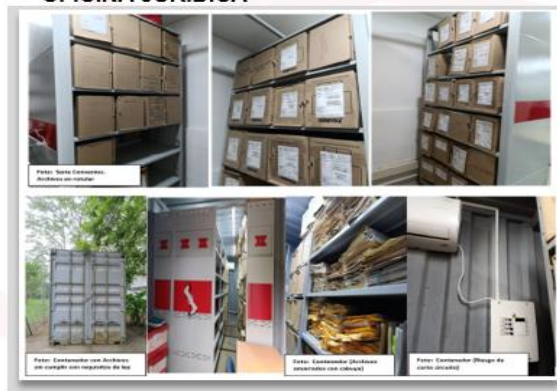 OFICINA JURIDICA
Foto: Serie Convenios.
Archivos sin rotular
Foto: Contenedor con Archivos
sin cumplir con requisitos de ley
Foto: Contenedor (Archivos
amarrados con cabuya)
Foto: Contenedor (Riesgo de
corto circuito)